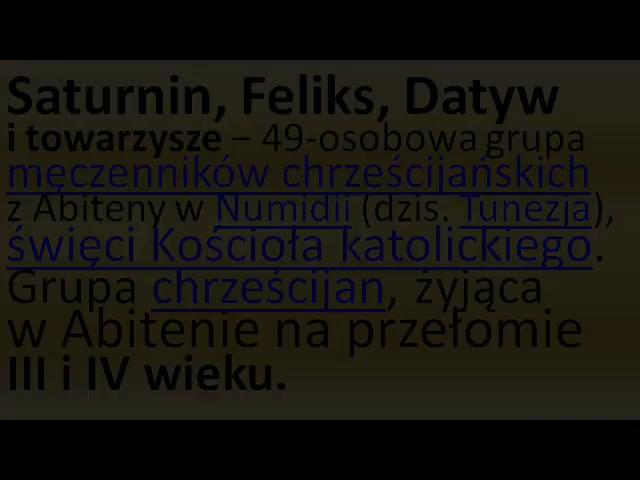 Saturnin, Feliks, Datyw
i towarzysze – 49-osobowa grupa
męczenników chrześcijańskich
z Abiteny w Numidii (dzis. Tunezja),
święci Kościoła katolickiego.
Grupa chrześcijan, żyjąca
w Abitenie na przełomie
III i IV wieku.